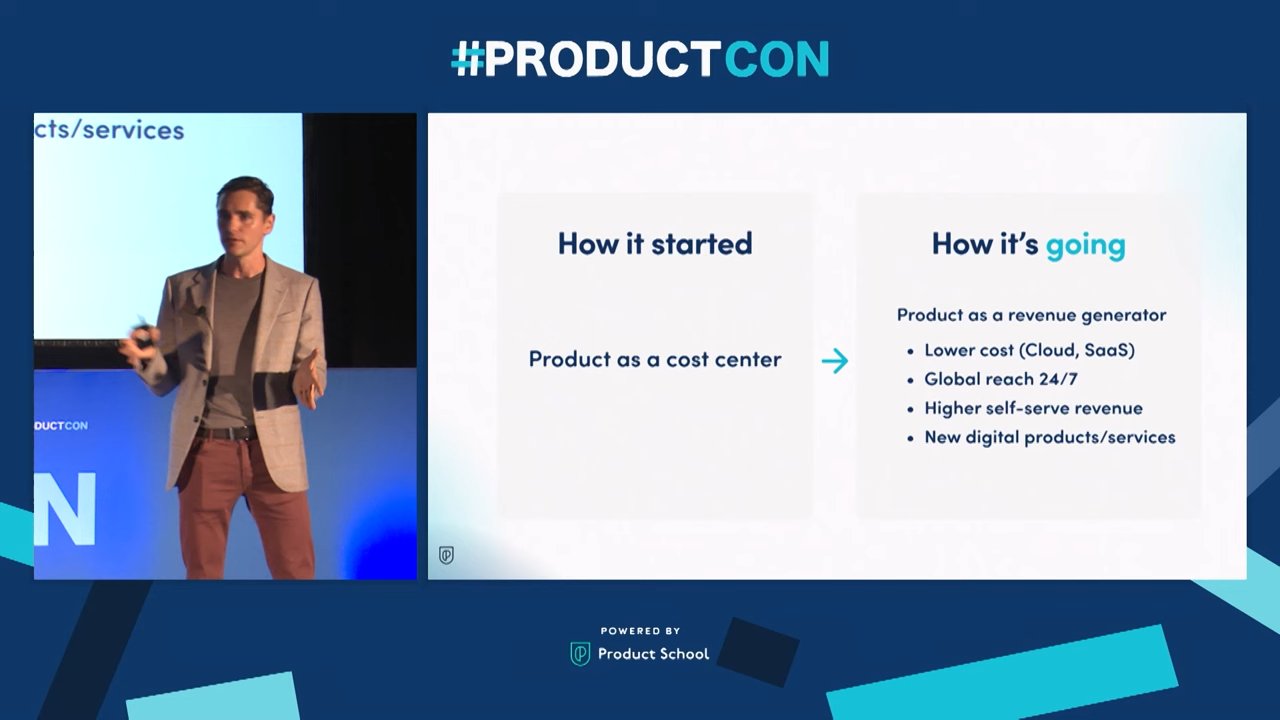 #PRODUCTCON
cts/services
DUCTCON
N
How it started
Product as a cost center
→
How it's going
Product as a revenue generator
• Lower cost (Cloud, SaaS)
• Global reach 24/7
• Higher self-serve revenue
• New digital products/services
POWERED BY
Product School